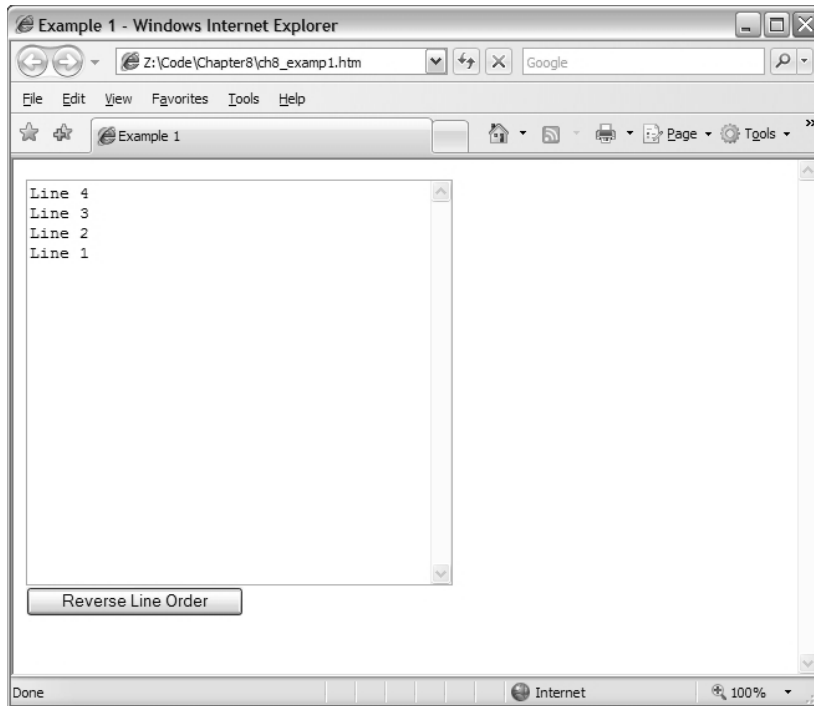 Example 1 - Windows Internet Explorer
Z:\Code\Chapter8\ch8_examp1.htm
Google
File Edit View Favorites Tools Help
Example 1
Page Tools »
Line 4
Line 3
Line 2
Line 1
Reverse Line Order
Done Internet 100%